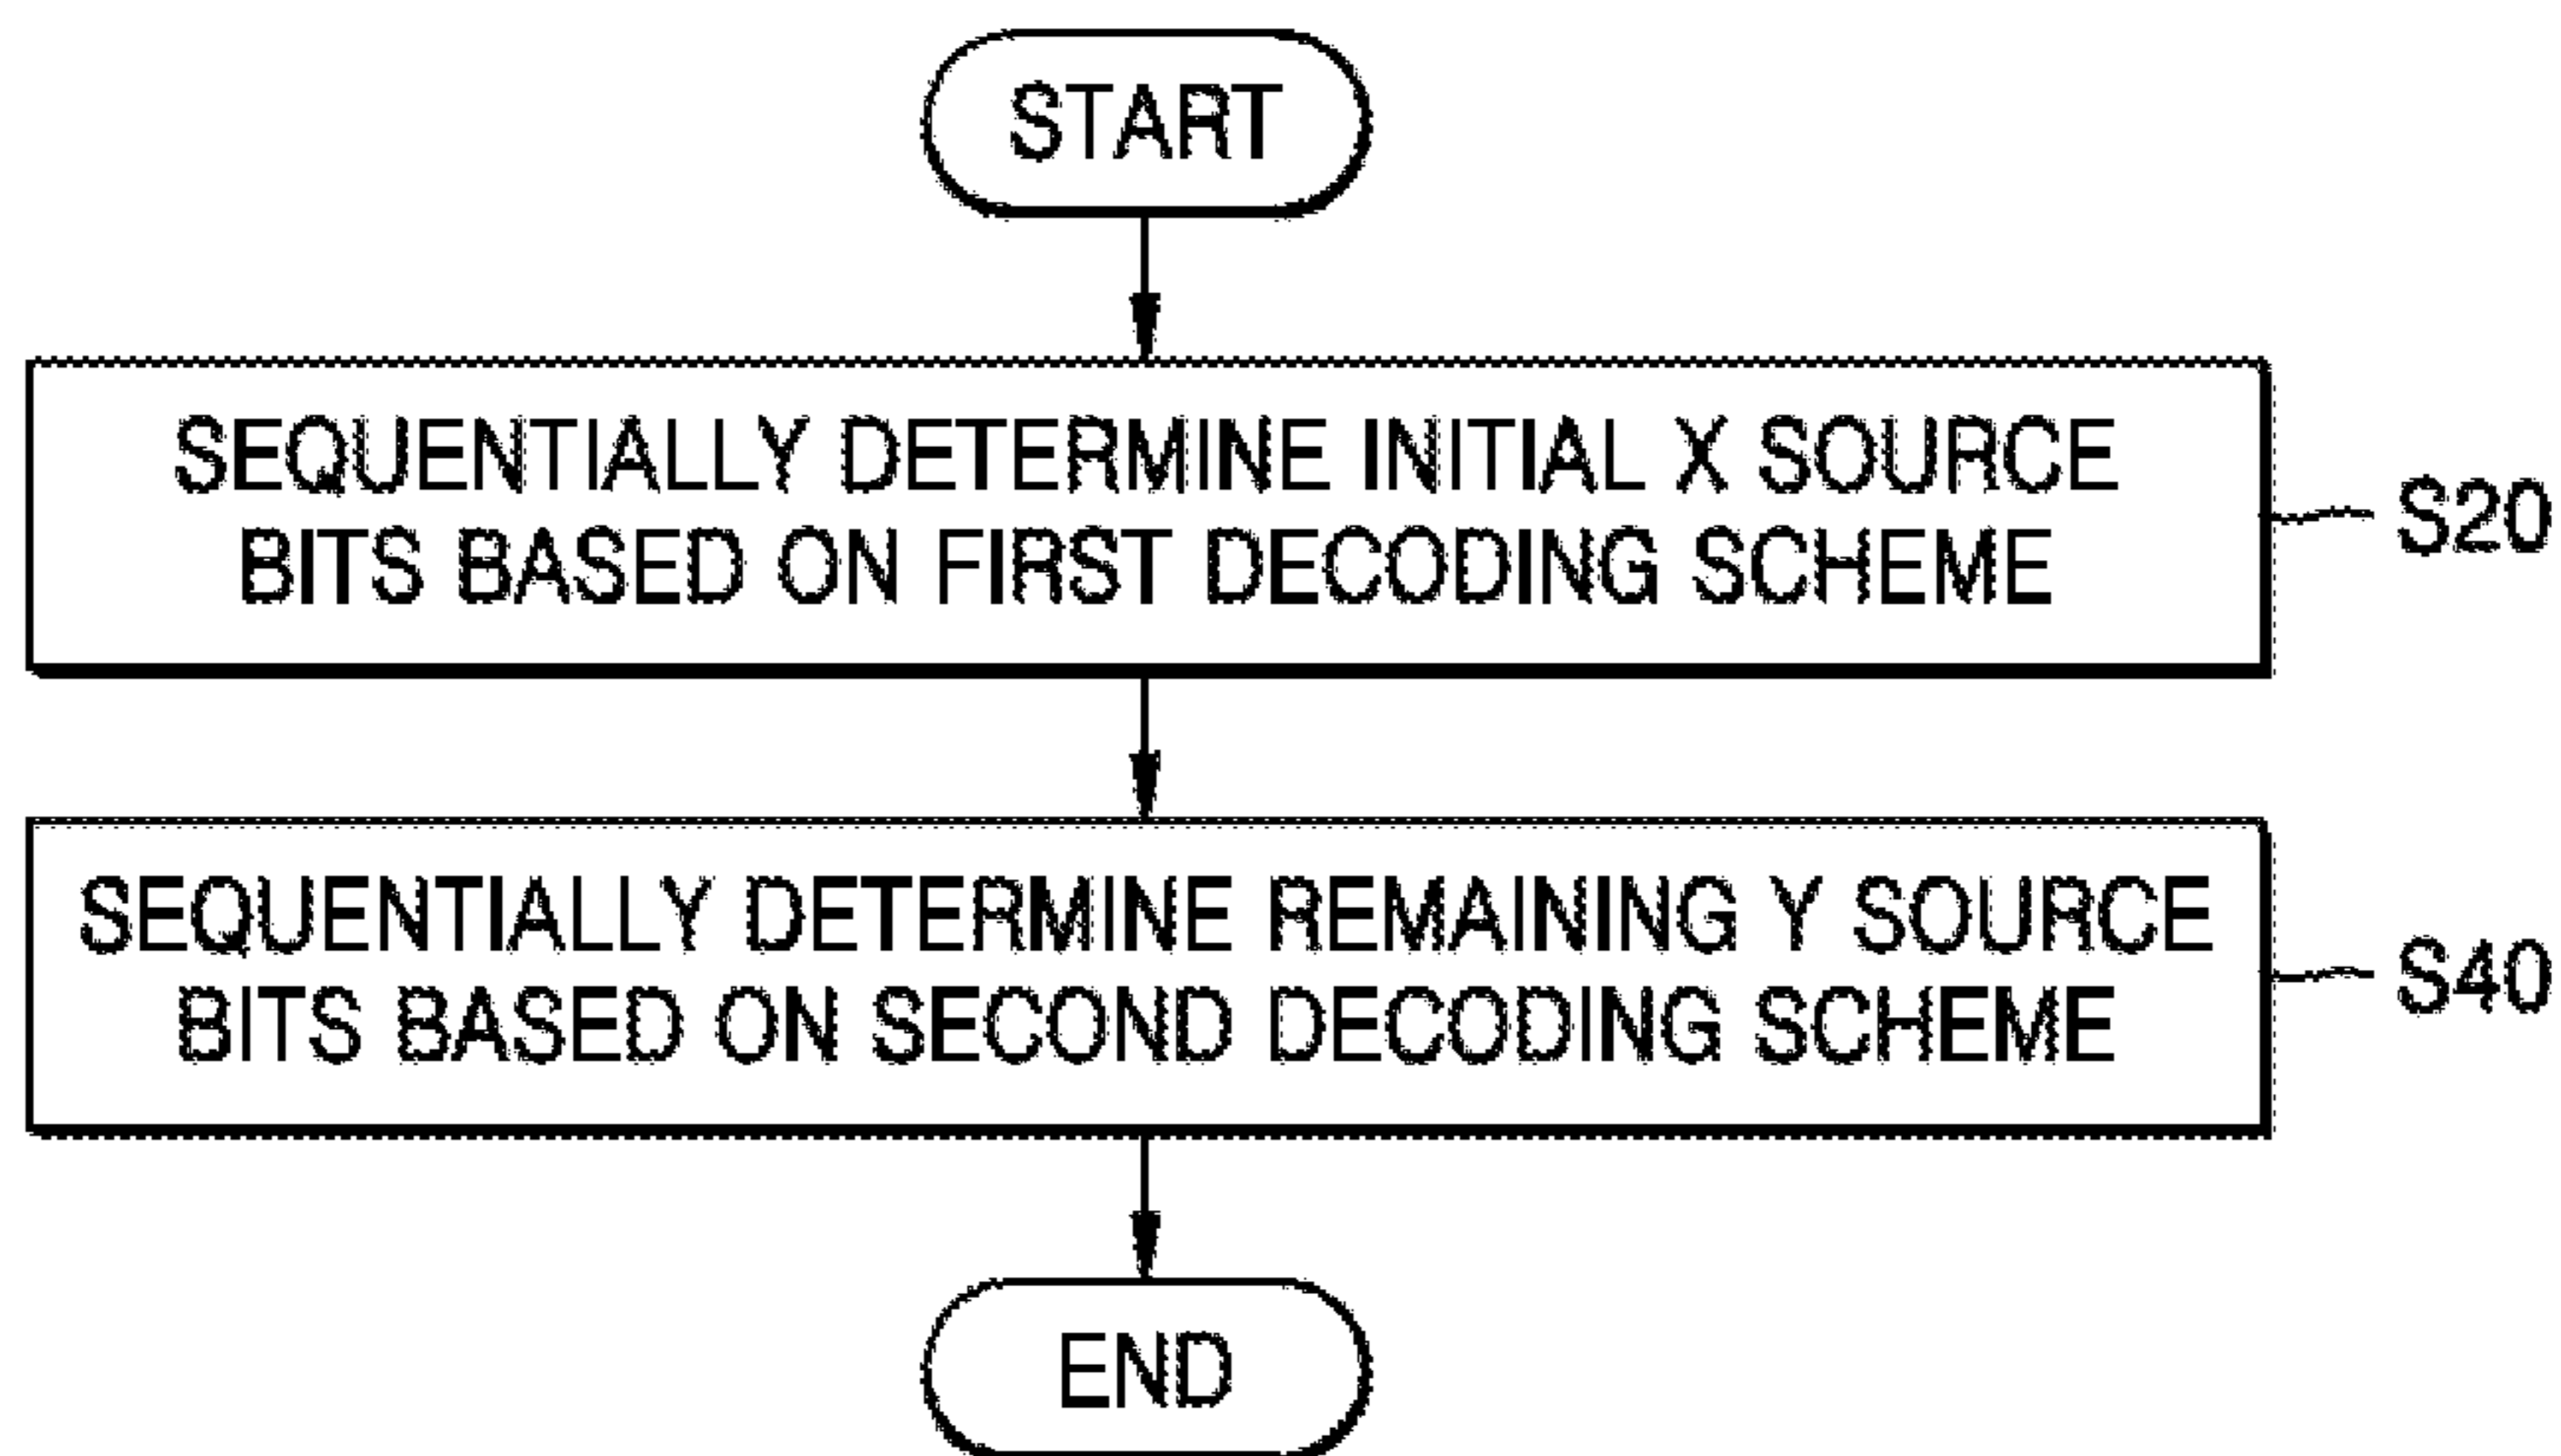 START
SEQUENTIALLY DETERMINE INITIAL X SOURCE
BITS BASED ON FIRST DECODING SCHEME
S20
SEQUENTIALLY DETERMINE REMAINING Y SOURCE
BITS BASED ON SECOND DECODING SCHEME
S40
END